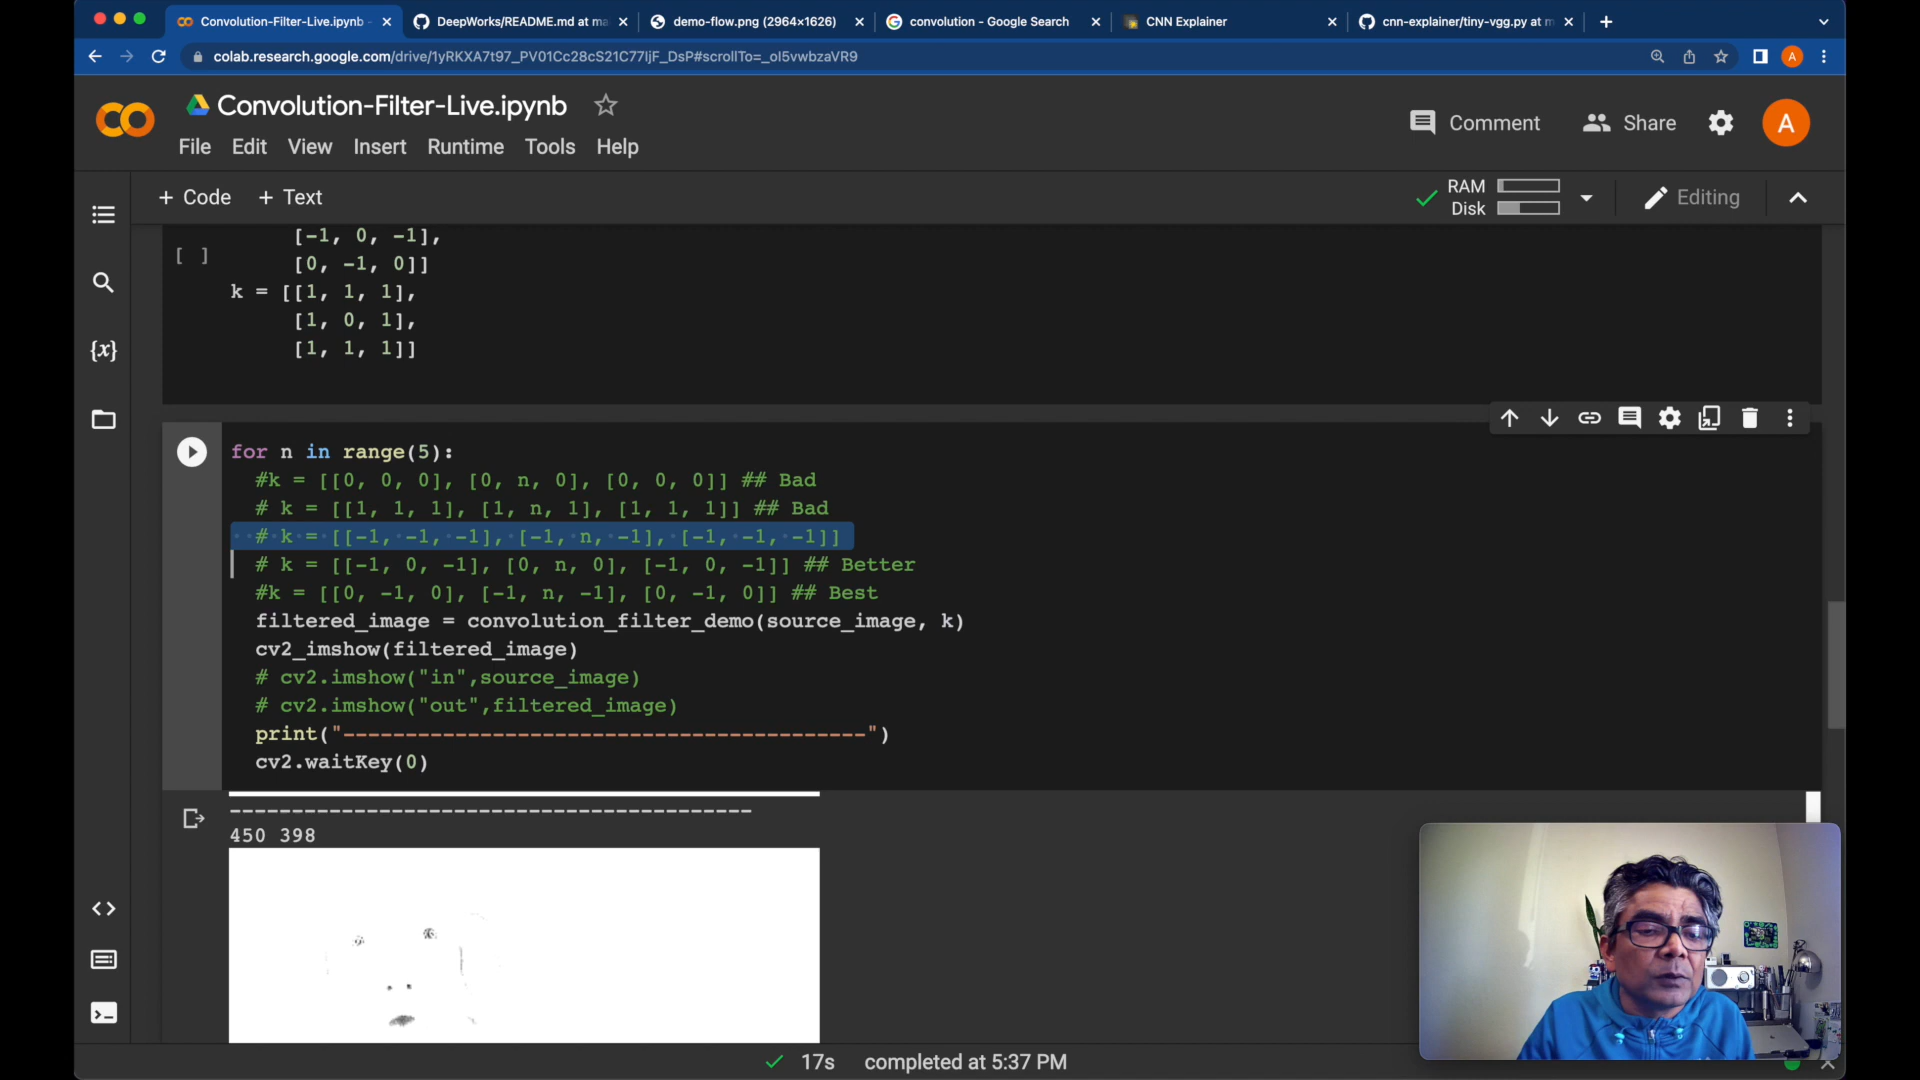 Convolution-Filter-Live.ipynb -
DeepWorks/README.md at ma
demo-flow.png (2964×1626)
convolution - Google Search
CNN Explainer
cnn-explainer/tiny-vgg.py at m
colab.research.google.com/drive/1yRKXA7t97_PV01Cc28cS21C77IjF_DsP#scrollTo=_oI5vwbzaVR9
A
Convolution-Filter-Live.ipynb
File Edit View Insert Runtime Tools Help
Comment
Share
A
+ Code + Text
RAM
Disk
Editing
[ ]
[-1, 0, -1],
[0, -1, 0]]
k = [[1, 1, 1],
[1, 0, 1],
[1, 1, 1]]
for n in range(5):
#k = [[0, 0, 0], [0, n, 0], [0, 0, 0]] ## Bad
# k = [[1, 1, 1], [1, n, 1], [1, 1, 1]] ## Bad
# k = [[-1, -1, -1], [-1, n, -1], [-1, -1, -1]]
# k = [[-1, 0, -1], [0, n, 0], [-1, 0, -1]] ## Better
#k = [[0, -1, 0], [-1, n, -1], [0, -1, 0]] ## Best
filtered_image = convolution_filter_demo(source_image, k)
cv2_imshow(filtered_image)
# cv2.imshow("in",source_image)
# cv2.imshow("out",filtered_image)
print("------------------------------------------")
cv2.waitKey(0)
------------------------------------------
450 398
17s completed at 5:37 PM